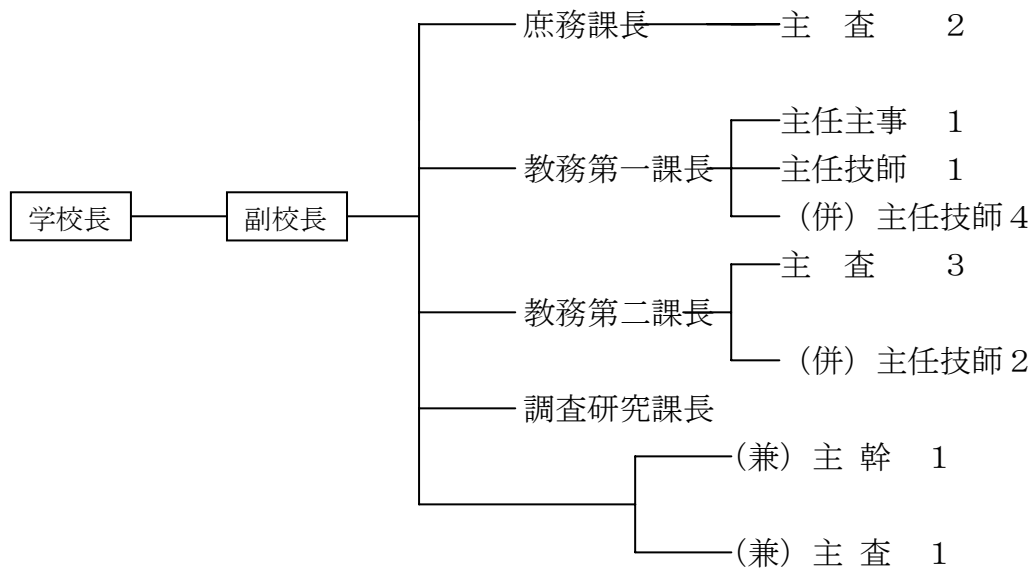 庶務課長 主 査 2
主任主事 1
教務第一課長 主任技師 1
学校長 副校長 (併)主任技師4
主 査 3
教務第二課長
(併)主任技師2
調査研究課長
(兼)主 幹 1
(兼)主 査 1